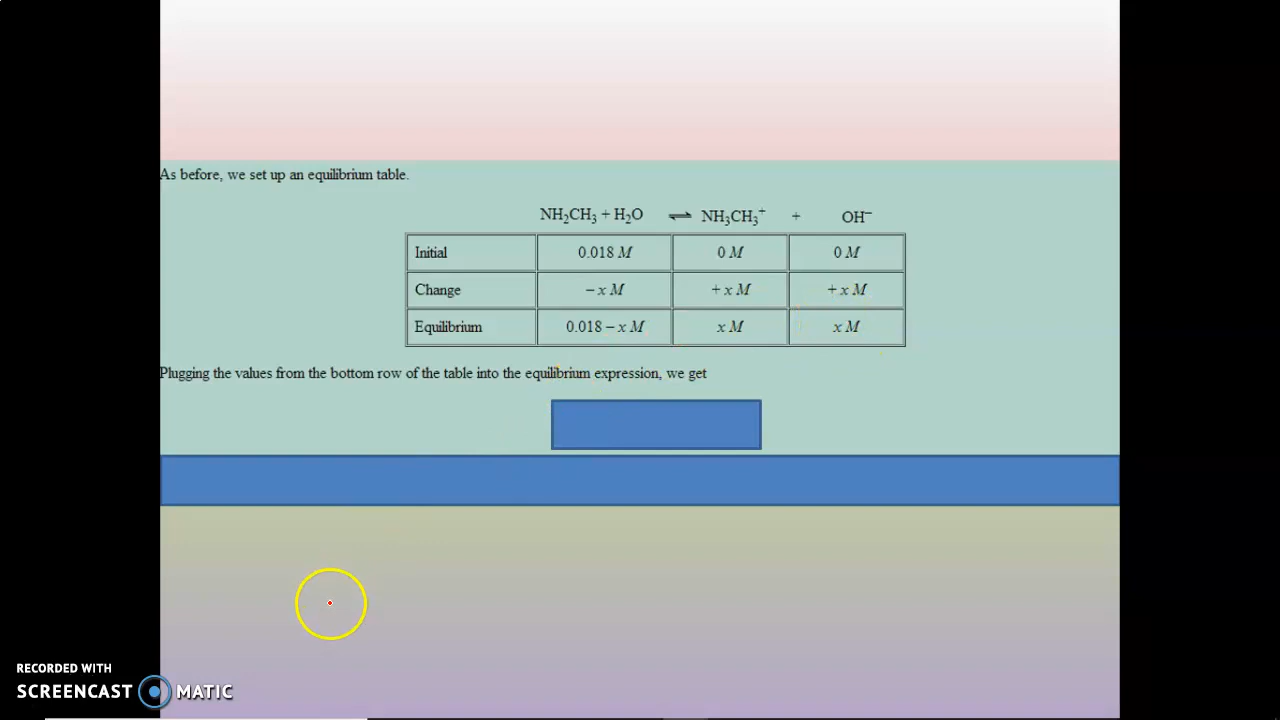 As before, we set up an equilibrium table.
NH₂CH₃ + H₂O ⇌ NH₃CH₃⁺ + OH⁻
Initial 0.018 M 0 M 0 M
Change − x M + x M + x M
Equilibrium 0.018 − x M x M x M
Plugging the values from the bottom row of the table into the equilibrium expression, we get
RECORDED WITH
SCREENCAST MATIC